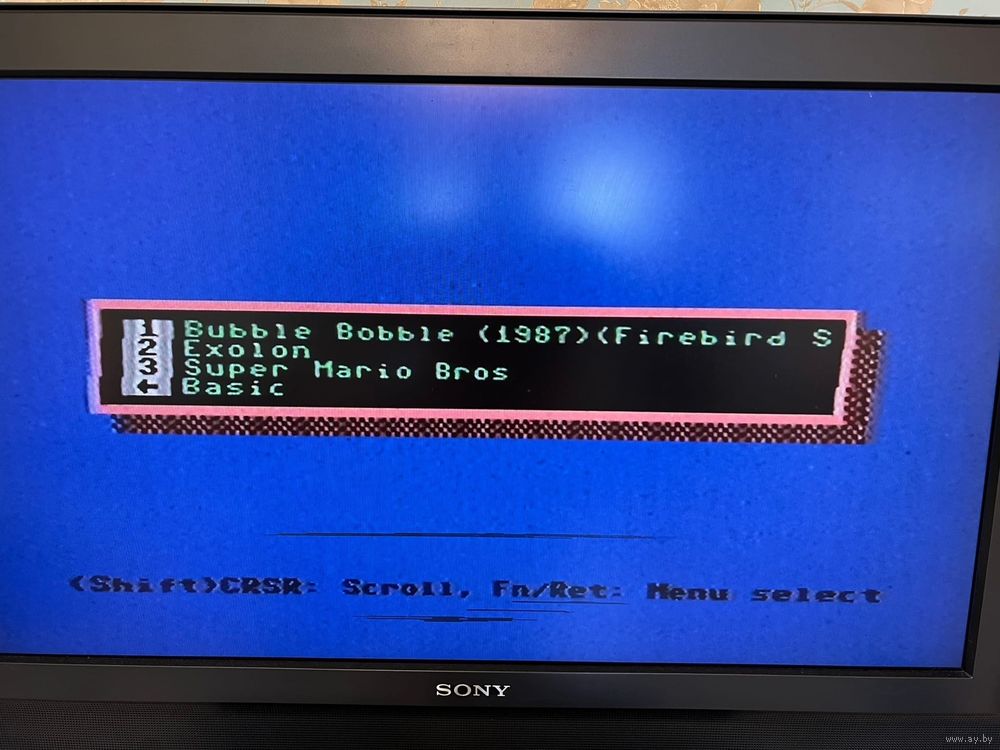 1 Bubble Bobble (1987)(Firebird S
2 Exolon
3 Super Mario Bros
← Basic
(Shift)CRSR: Scroll, Fn/Ret: Menu select
SONY
www.ay.by